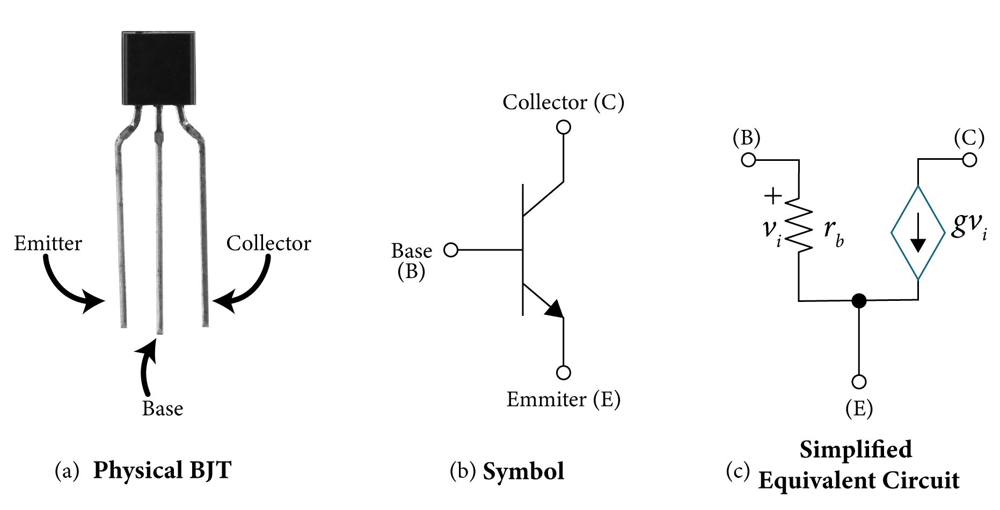 Emitter
Collector
Base
(a) Physical BJT
Collector (C)
Base
(B)
Emmiter (E)
(b) Symbol
(B)
(C)
+
v_i
r_b
gv_i
(E)
(c) Simplified
Equivalent Circuit